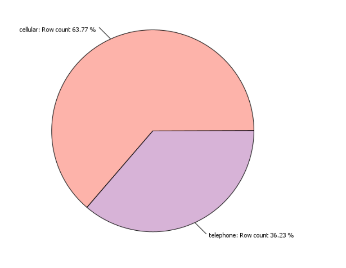 cellular: Row count 63.77 %
telephone: Row count 36.23 %